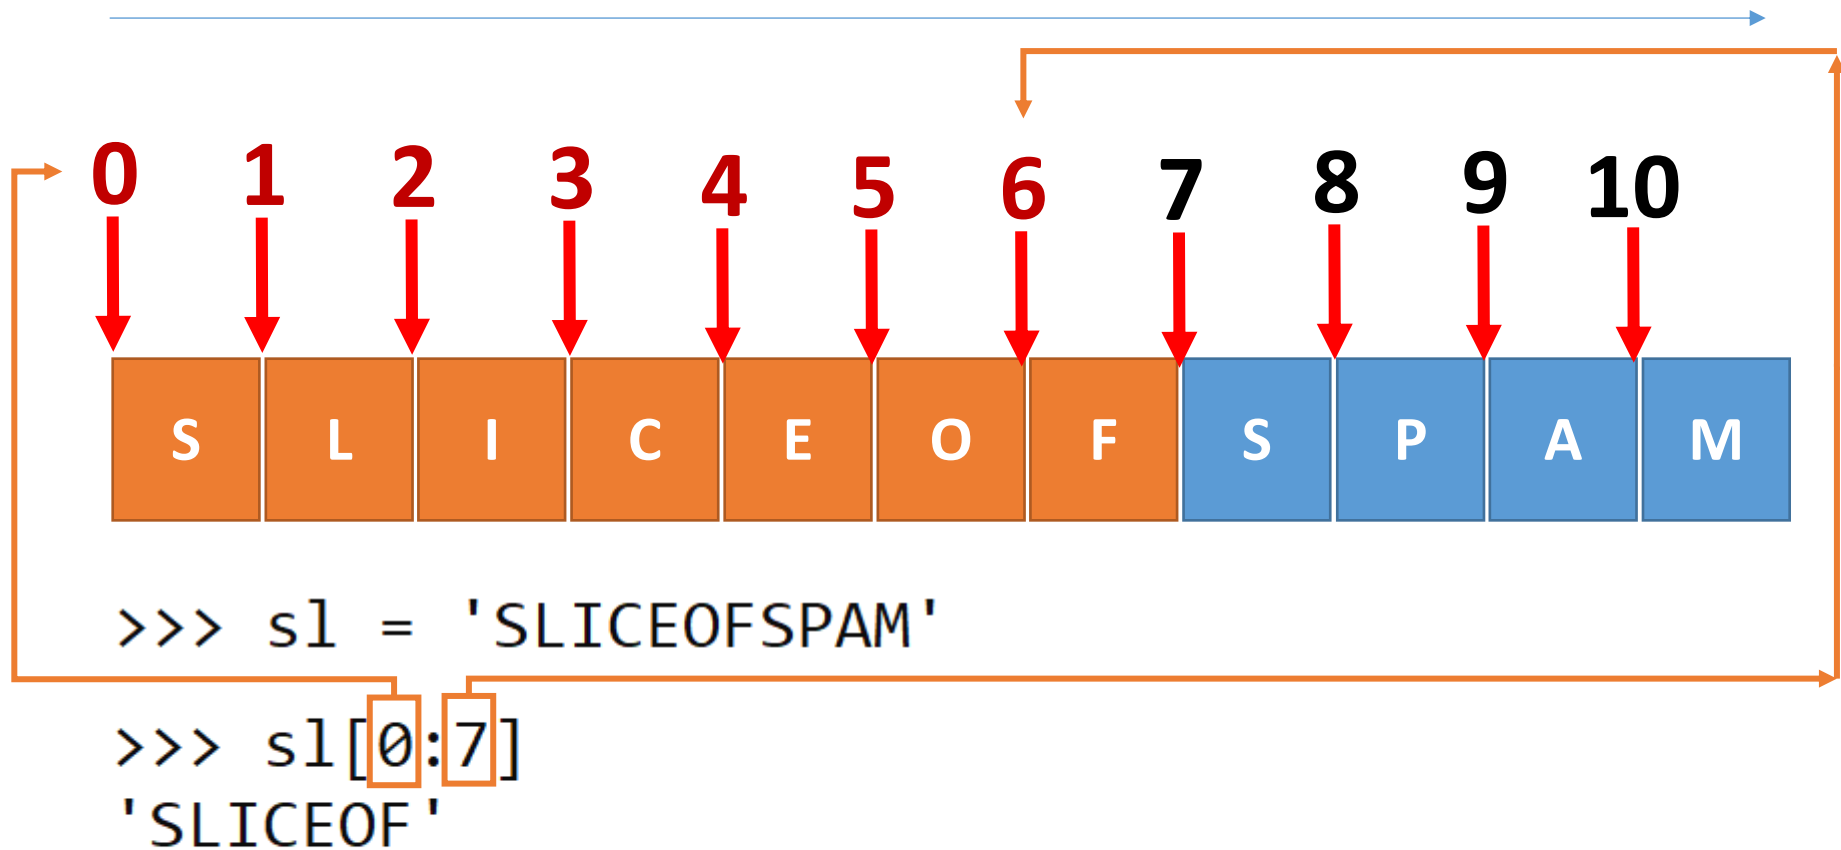 0 1 2 3 4 5 6 7 8 9 10
S L I C E O F S P A M
>>> sl = 'SLICEOFSPAM'
>>> sl[0:7]
'SLICEOF'